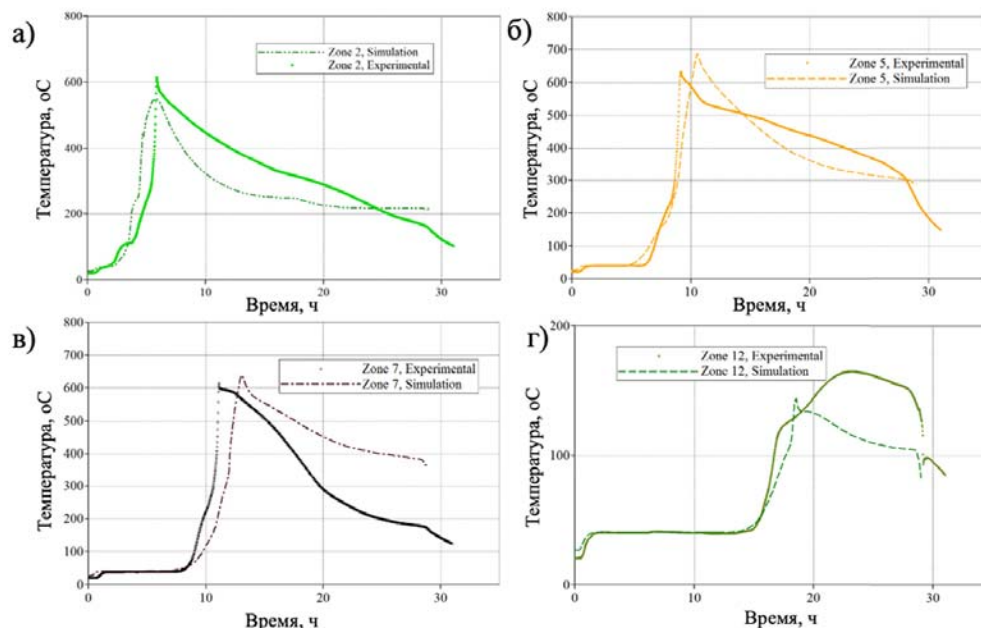 а)
800
600
400
200
0
Температура, оС
Zone 2, Simulation
Zone 2, Experimental
0
10
20
30
Время, ч
б)
800
700
600
500
400
300
200
100
0
Температура, оС
Zone 5, Experimental
Zone 5, Simulation
0
10
20
30
Время, ч
в)
800
700
600
500
400
300
200
100
0
Температура, оС
Zone 7, Experimental
Zone 7, Simulation
0
10
20
30
Время, ч
г)
200
100
0
Температура, оС
Zone 12, Experimental
Zone 12, Simulation
0
10
20
30
Время, ч